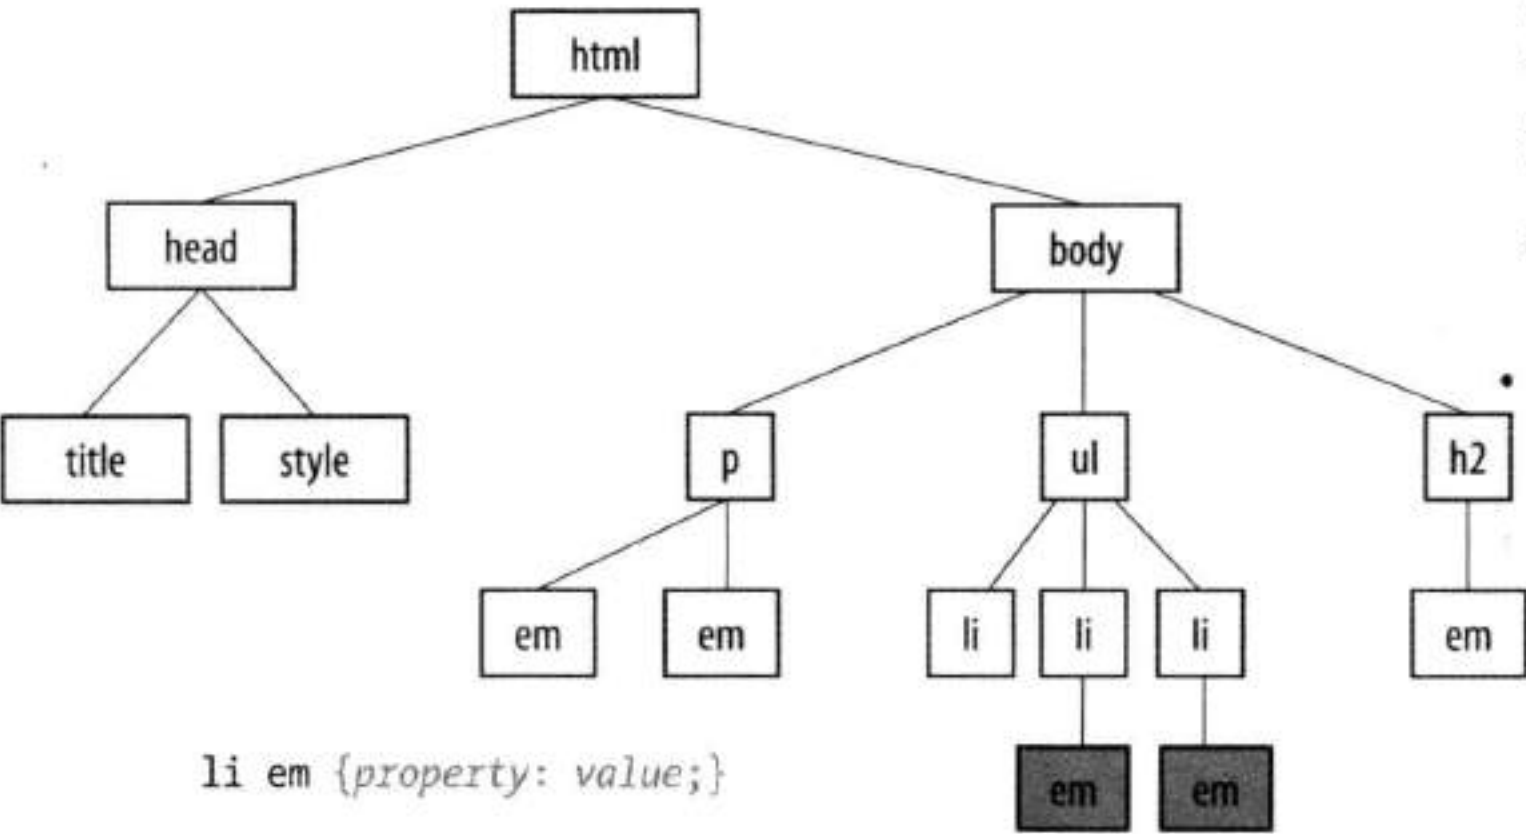 html
head
body
title
style
p
ul
h2
em
em
li
li
li
em
li em {property: value;}
em
em